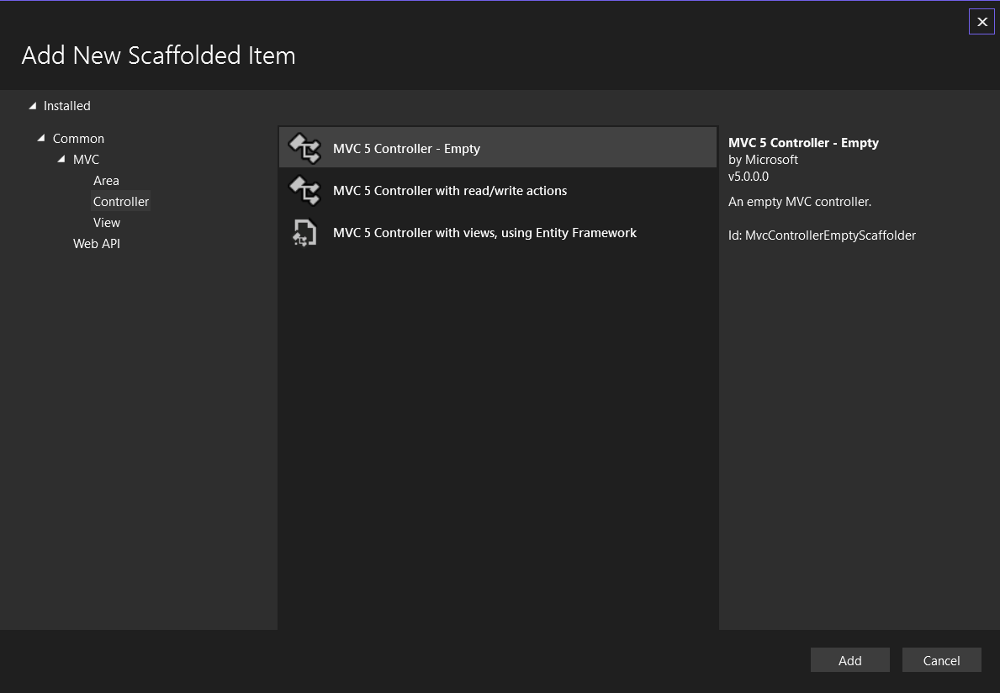 Add New Scaffolded Item
Installed
Common
MVC
Area
Controller
View
Web API
MVC 5 Controller - Empty
MVC 5 Controller with read/write actions
MVC 5 Controller with views, using Entity Framework
MVC 5 Controller - Empty
by Microsoft
v5.0.0.0
An empty MVC controller.
Id: MvcControllerEmptyScaffolder
Add
Cancel